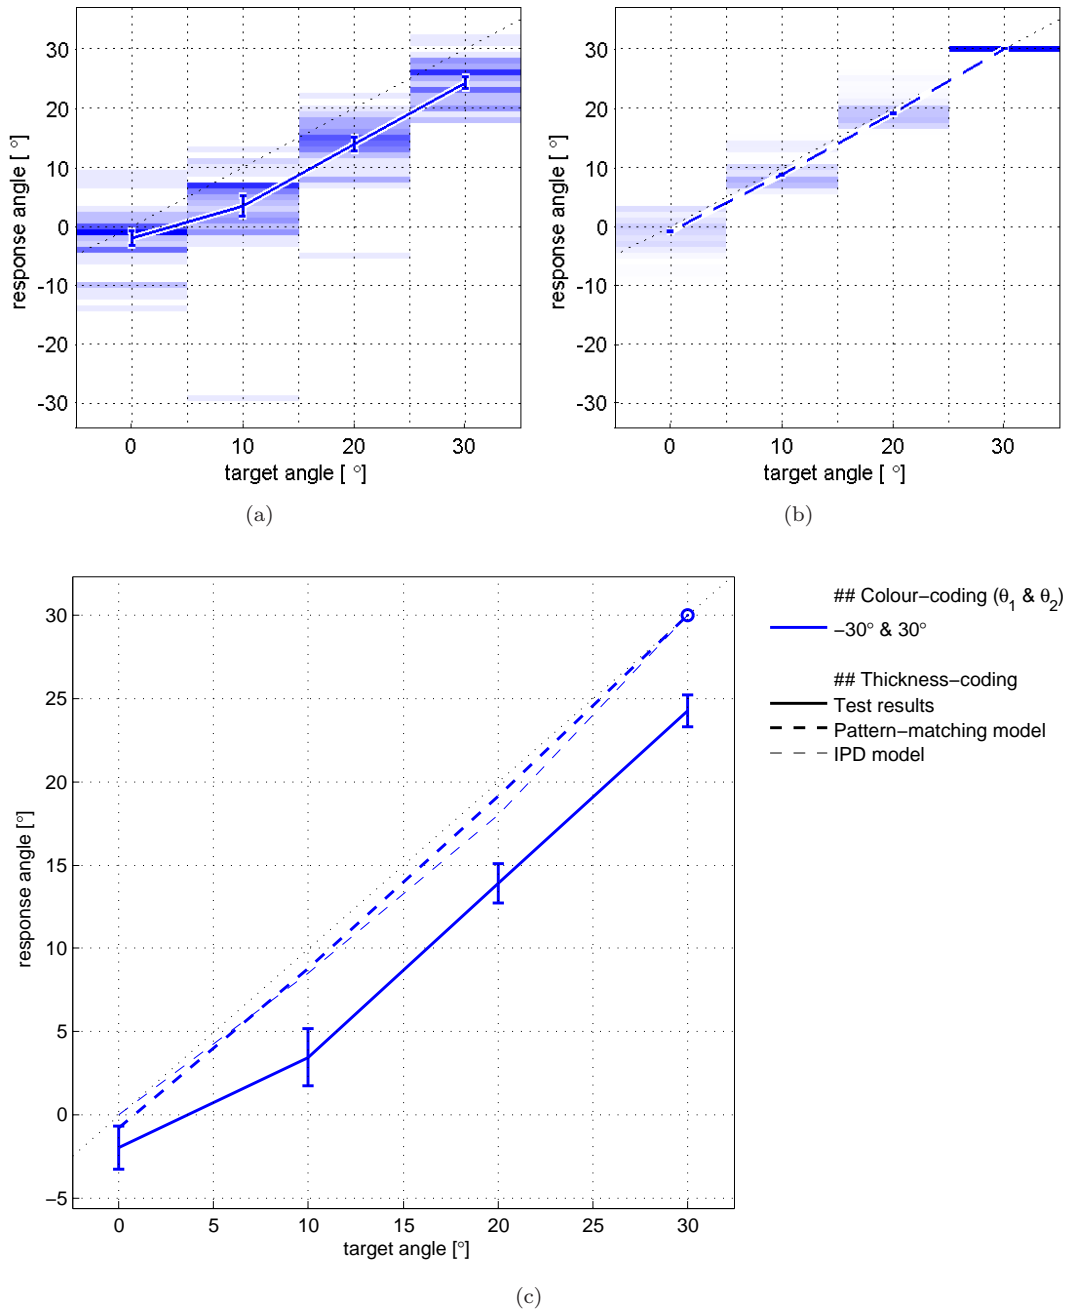 30
20
10
0
-10
-20
-30
response angle [ °]
0 10 20 30
target angle [ °]
(a)
30
20
10
0
-10
-20
-30
response angle [ °]
0 10 20 30
target angle [ °]
(b)
30
25
20
15
10
5
0
−5
response angle [°]
0 5 10 15 20 25 30
target angle [°]
## Colour−coding (θ1 & θ2)
−30° & 30°
## Thickness−coding
Test results
Pattern−matching model
IPD model
(c)